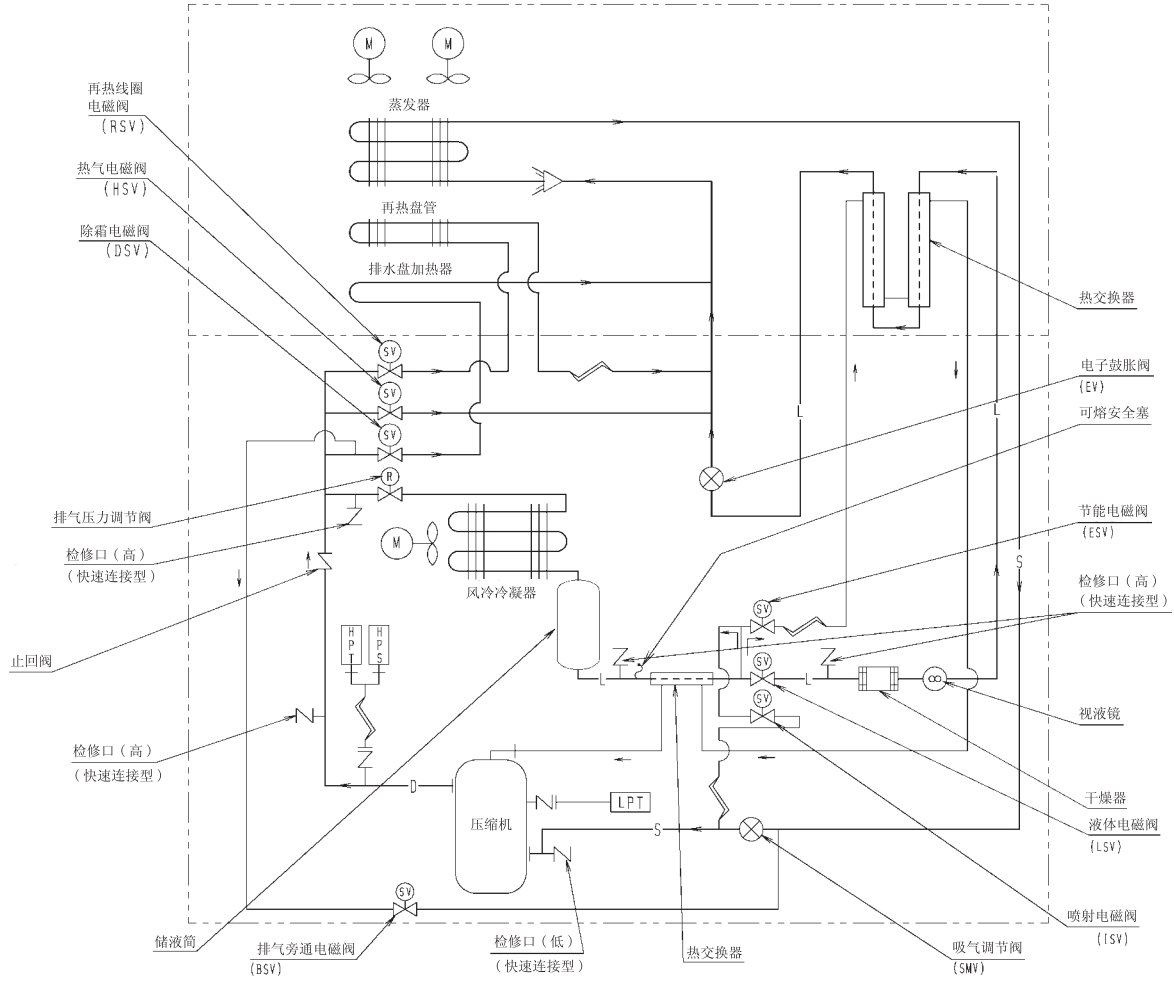 M
M
再热线圈
电磁阀
(RSV)
蒸发器
热气电磁阀
(HSV)
再热盘管
除霜电磁阀
(DSV)
排水盘加热器
热交换器
SV
电子鼓胀阀
(EV)
SV
可熔安全塞
L
L
SV
R
排气压力调节阀
节能电磁阀
(ESV)
检修口（高）
（快速连接型）
M
S
风冷冷凝器
检修口（高）
（快速连接型）
SV
HPT
HPS
止回阀
SV
L
L
SV
视液镜
检修口（高）
（快速连接型）
D
压缩机
LPT
干燥器
S
液体电磁阀
(LSV)
SV
喷射电磁阀
(ISV)
储液筒
排气旁通电磁阀
(BSV)
检修口（低）
（快速连接型）
热交换器
吸气调节阀
(SMV)